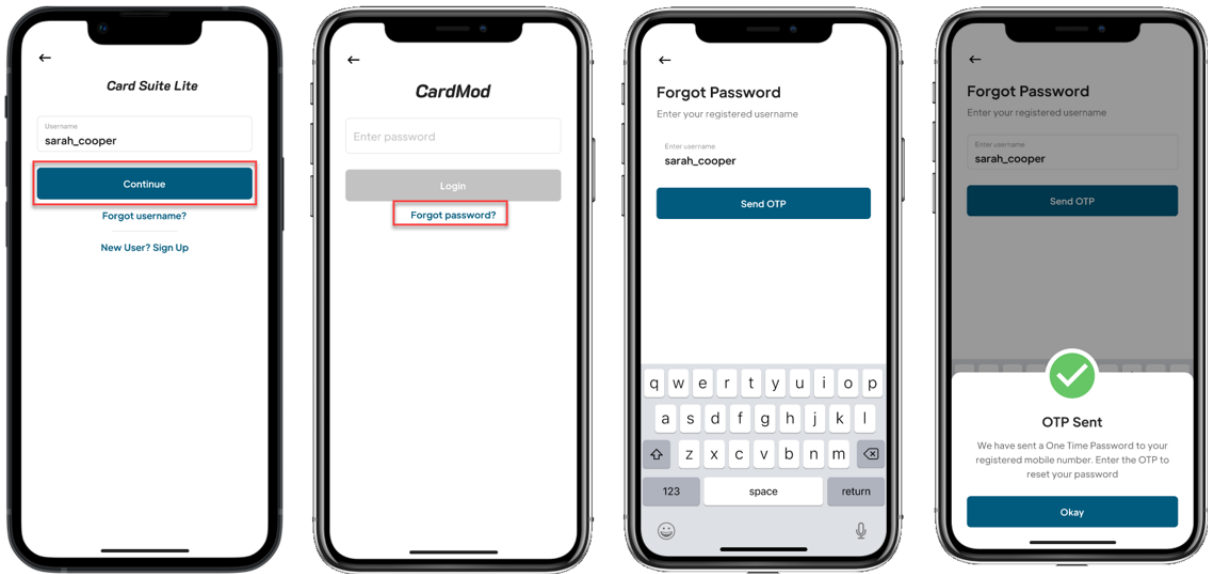 Card Suite Lite
Username
sarah_cooper
Continue
Forgot username?
New User? Sign Up
CardMod
Enter password
Login
Forgot password?
Forgot Password
Enter your registered username
Enter username
sarah_cooper
Send OTP
q w e r t y u i o p
a s d f g h j k l
z x c v b n m
123 space return
Forgot Password
Enter your registered username
Enter username
sarah_cooper
Send OTP
OTP Sent
We have sent a One Time Password to your
registered mobile number. Enter the OTP to
reset your password
Okay